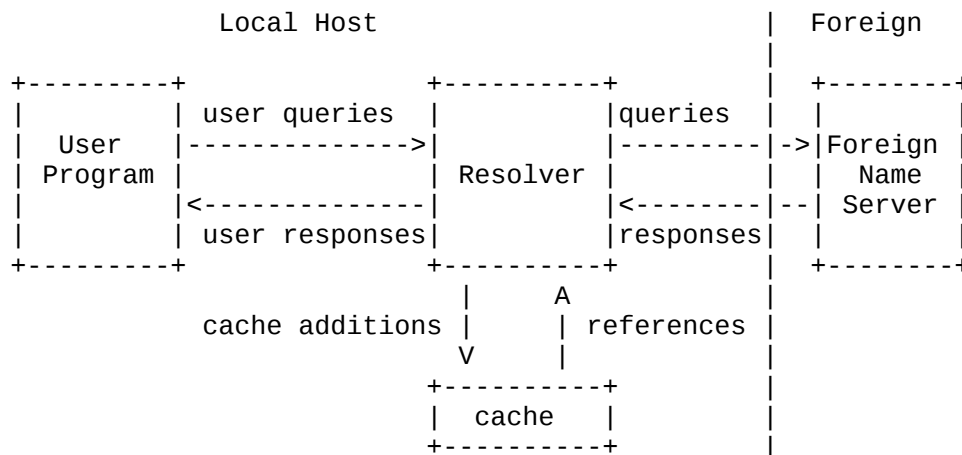 Local Host | Foreign
|
+---------+ +----------+ | +--------+
| | user queries | |queries | | |
| User |-------------->| |---------|->|Foreign |
| Program | | Resolver | | | Name |
| |<--------------| |<--------|--| Server |
| | user responses| |responses| | |
+---------+ +----------+ | +--------+
| A |
cache additions | | references |
V | |
+----------+ |
| cache | |
+----------+ |